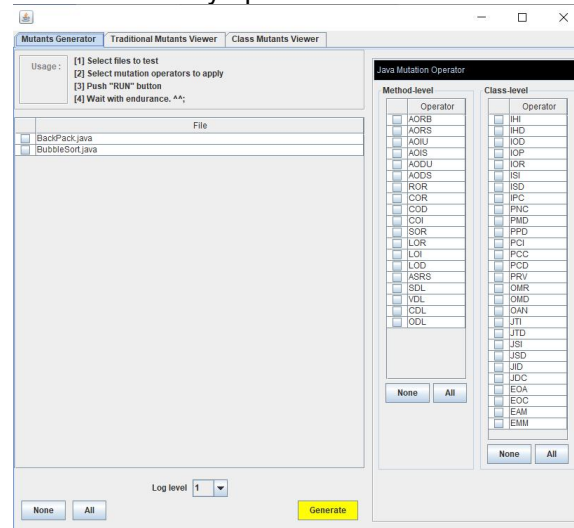 Mutants Generator Traditional Mutants Viewer Class Mutants Viewer
Usage : [1] Select files to test
[2] Select mutation operators to apply
[3] Push "RUN" button
[4] Wait with endurance. ^^;
File
BackPack.java
BubbleSort.java
Log level 1
None All Generate
Java Mutation Operator
Method-level
Operator
AORB
AORS
AOIU
AOIS
AODU
AODS
ROR
COR
COD
COI
SOR
LOR
LOI
LOD
ASRS
SDL
VDL
CDL
ODL
None All
Class-level
Operator
IHI
IHD
IOD
IOP
IOR
ISI
ISD
IPC
PNC
PMD
PPD
PCI
PCC
PCD
PRV
OMR
OMD
OAN
JTI
JTD
JSI
JSD
JID
JDC
EOA
EOC
EAM
EMM
None All